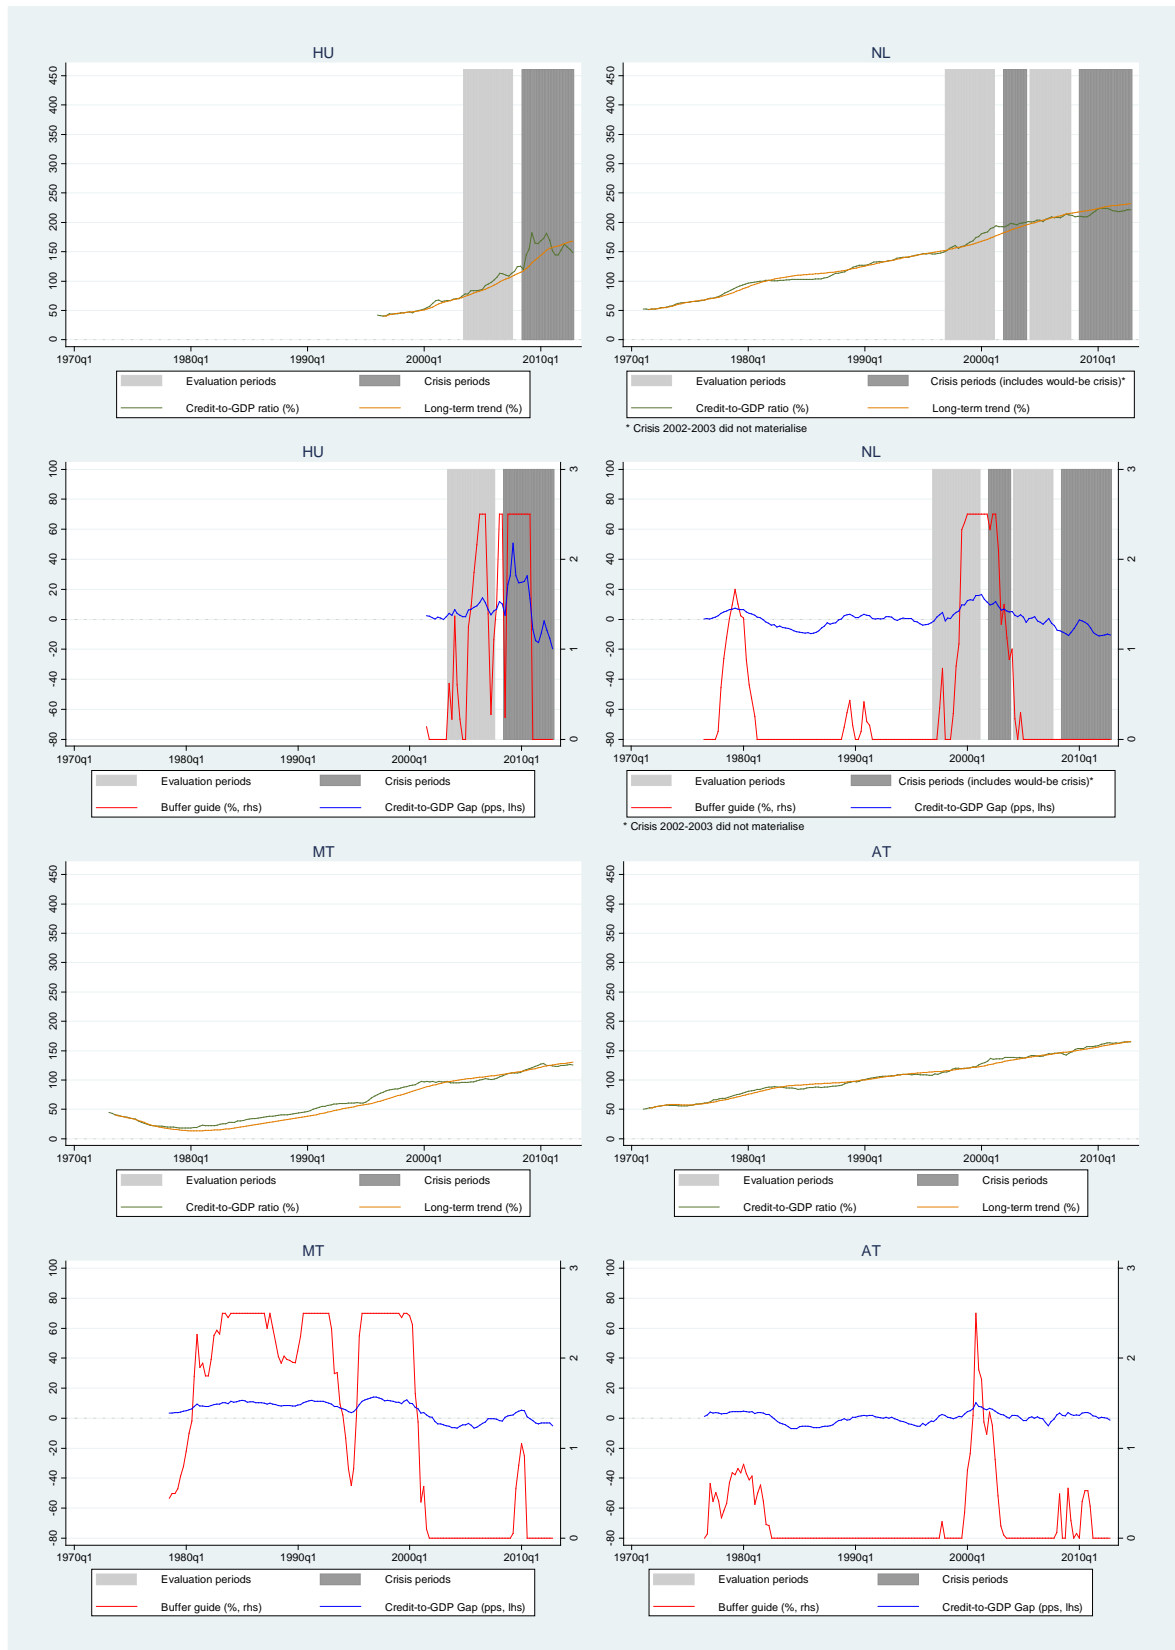 HU
450
400
350
300
250
200
150
100
50
0
1970q1 1980q1 1990q1 2000q1 2010q1
Evaluation periods Crisis periods
Credit-to-GDP ratio (%) Long-term trend (%)
NL
450
400
350
300
250
200
150
100
50
0
1970q1 1980q1 1990q1 2000q1 2010q1
Evaluation periods Crisis periods (includes would-be crisis)*
Credit-to-GDP ratio (%) Long-term trend (%)
* Crisis 2002-2003 did not materialise
HU
100
80
60
40
20
0
-20
-40
-60
-80
3
2
1
0
1970q1 1980q1 1990q1 2000q1 2010q1
Evaluation periods Crisis periods
Buffer guide (%, rhs) Credit-to-GDP Gap (pps, lhs)
NL
100
80
60
40
20
0
-20
-40
-60
-80
3
2
1
0
1970q1 1980q1 1990q1 2000q1 2010q1
Evaluation periods Crisis periods (includes would-be crisis)*
Buffer guide (%, rhs) Credit-to-GDP Gap (pps, lhs)
* Crisis 2002-2003 did not materialise
MT
450
400
350
300
250
200
150
100
50
0
1970q1 1980q1 1990q1 2000q1 2010q1
Evaluation periods Crisis periods
Credit-to-GDP ratio (%) Long-term trend (%)
AT
450
400
350
300
250
200
150
100
50
0
1970q1 1980q1 1990q1 2000q1 2010q1
Evaluation periods Crisis periods
Credit-to-GDP ratio (%) Long-term trend (%)
MT
100
80
60
40
20
0
-20
-40
-60
-80
3
2
1
0
1970q1 1980q1 1990q1 2000q1 2010q1
Evaluation periods Crisis periods
Buffer guide (%, rhs) Credit-to-GDP Gap (pps, lhs)
AT
100
80
60
40
20
0
-20
-40
-60
-80
3
2
1
0
1970q1 1980q1 1990q1 2000q1 2010q1
Evaluation periods Crisis periods
Buffer guide (%, rhs) Credit-to-GDP Gap (pps, lhs)